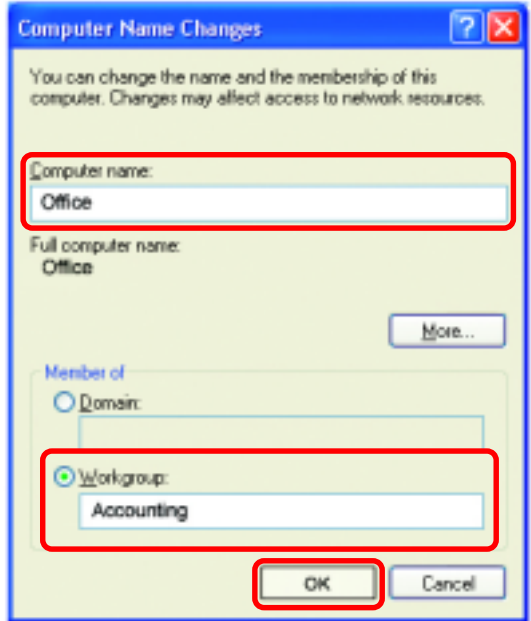 Computer Name Changes
You can change the name and the membership of this
computer. Changes may affect access to network resources.
Computer name:
Office
Full computer name:
Office
More...
Member of
Domain:
Workgroup:
Accounting
OK
Cancel